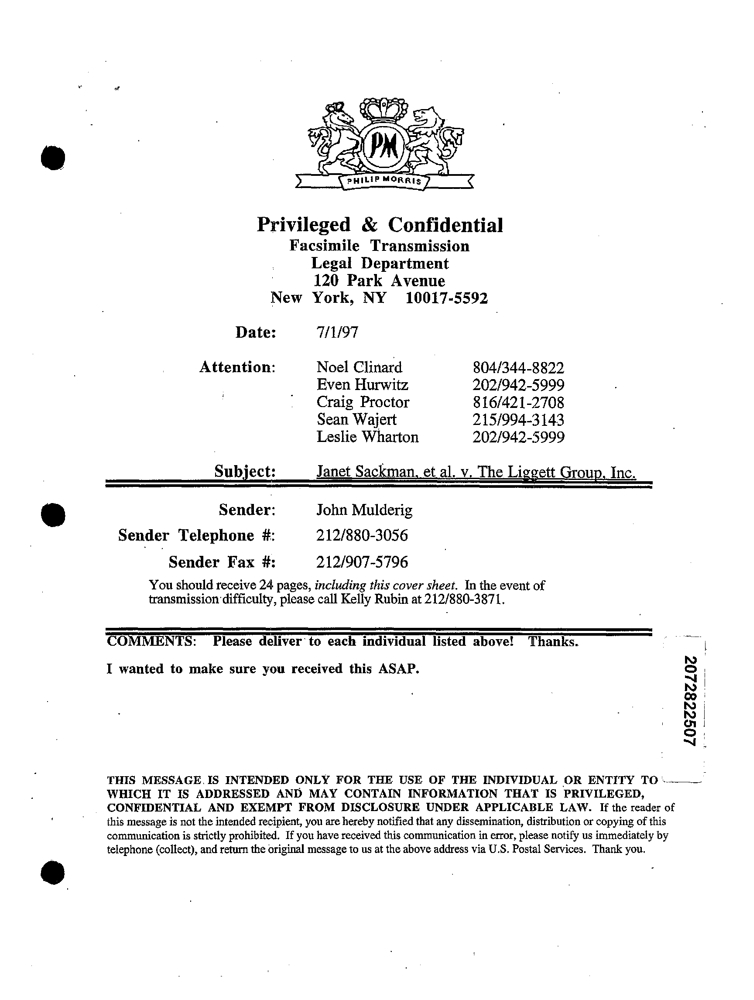 PM
PHILIP MORRIS
Privileged & Confidential
Facsimile Transmission
Legal Department
120 Park Avenue
New York, NY 10017-5592
Date: 7/1/97
Attention: Noel Clinard 804/344-8822
Even Hurwitz 202/942-5999
Craig Proctor 816/421-2708
Sean Wajert 215/994-3143
Leslie Wharton 202/942-5999
Subject: Janet Sackman, et al. v. The Liggett Group, Inc.
Sender: John Mulderig
Sender Telephone #: 212/880-3056
Sender Fax #: 212/907-5796
You should receive 24 pages, including this cover sheet. In the event of
transmission difficulty, please call Kelly Rubin at 212/880-3871.
COMMENTS: Please deliver to each individual listed above! Thanks.
I wanted to make sure you received this ASAP.
2072822507
THIS MESSAGE IS INTENDED ONLY FOR THE USE OF THE INDIVIDUAL OR ENTITY TO
WHICH IT IS ADDRESSED AND MAY CONTAIN INFORMATION THAT IS PRIVILEGED,
CONFIDENTIAL AND EXEMPT FROM DISCLOSURE UNDER APPLICABLE LAW. If the reader of
this message is not the intended recipient, you are hereby notified that any dissemination, distribution or copying of this
communication is strictly prohibited. If you have received this communication in error, please notify us immediately by
telephone (collect), and return the original message to us at the above address via U.S. Postal Services. Thank you.